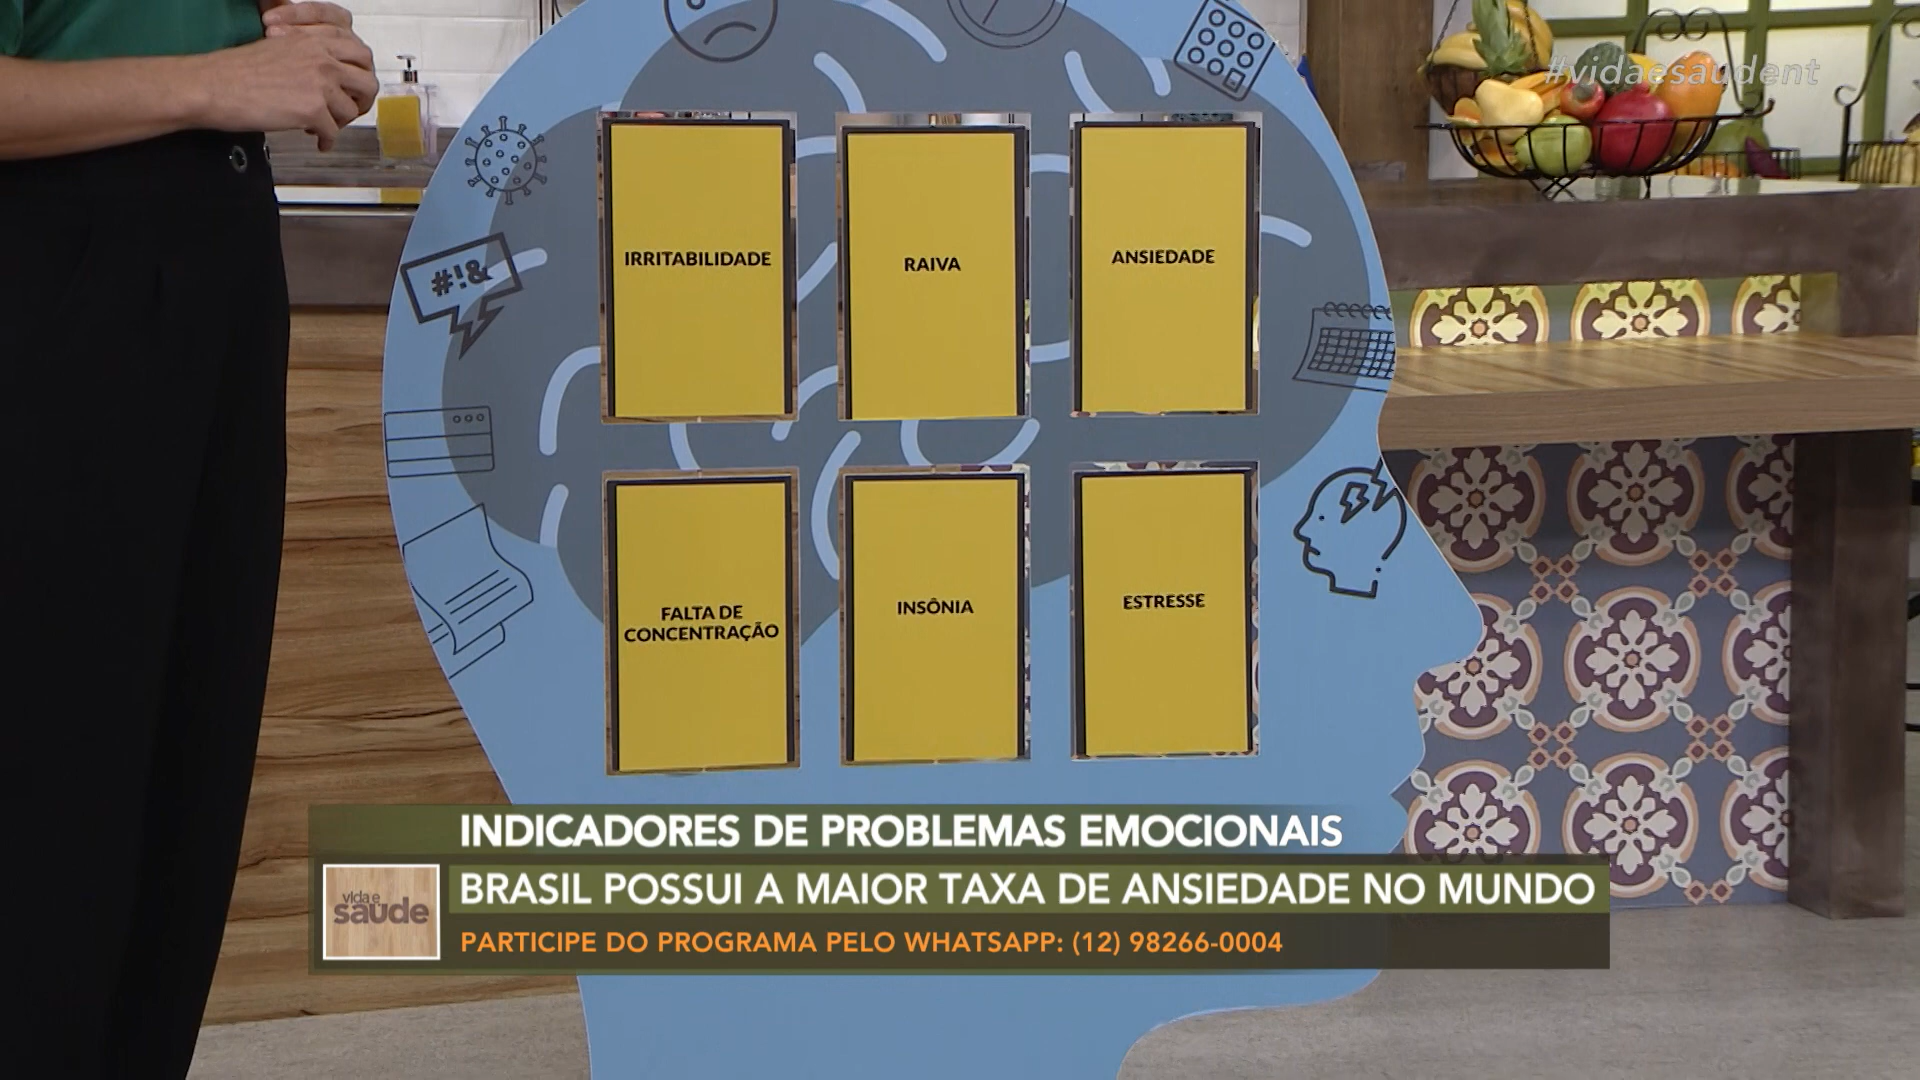 #vidaesaudent
#!&
IRRITABILIDADE
RAIVA
ANSIEDADE
FALTA DE
CONCENTRAÇÃO
INSÔNIA
ESTRESSE
INDICADORES DE PROBLEMAS EMOCIONAIS
vida e
saúde
BRASIL POSSUI A MAIOR TAXA DE ANSIEDADE NO MUNDO
PARTICIPE DO PROGRAMA PELO WHATSAPP: (12) 98266-0004